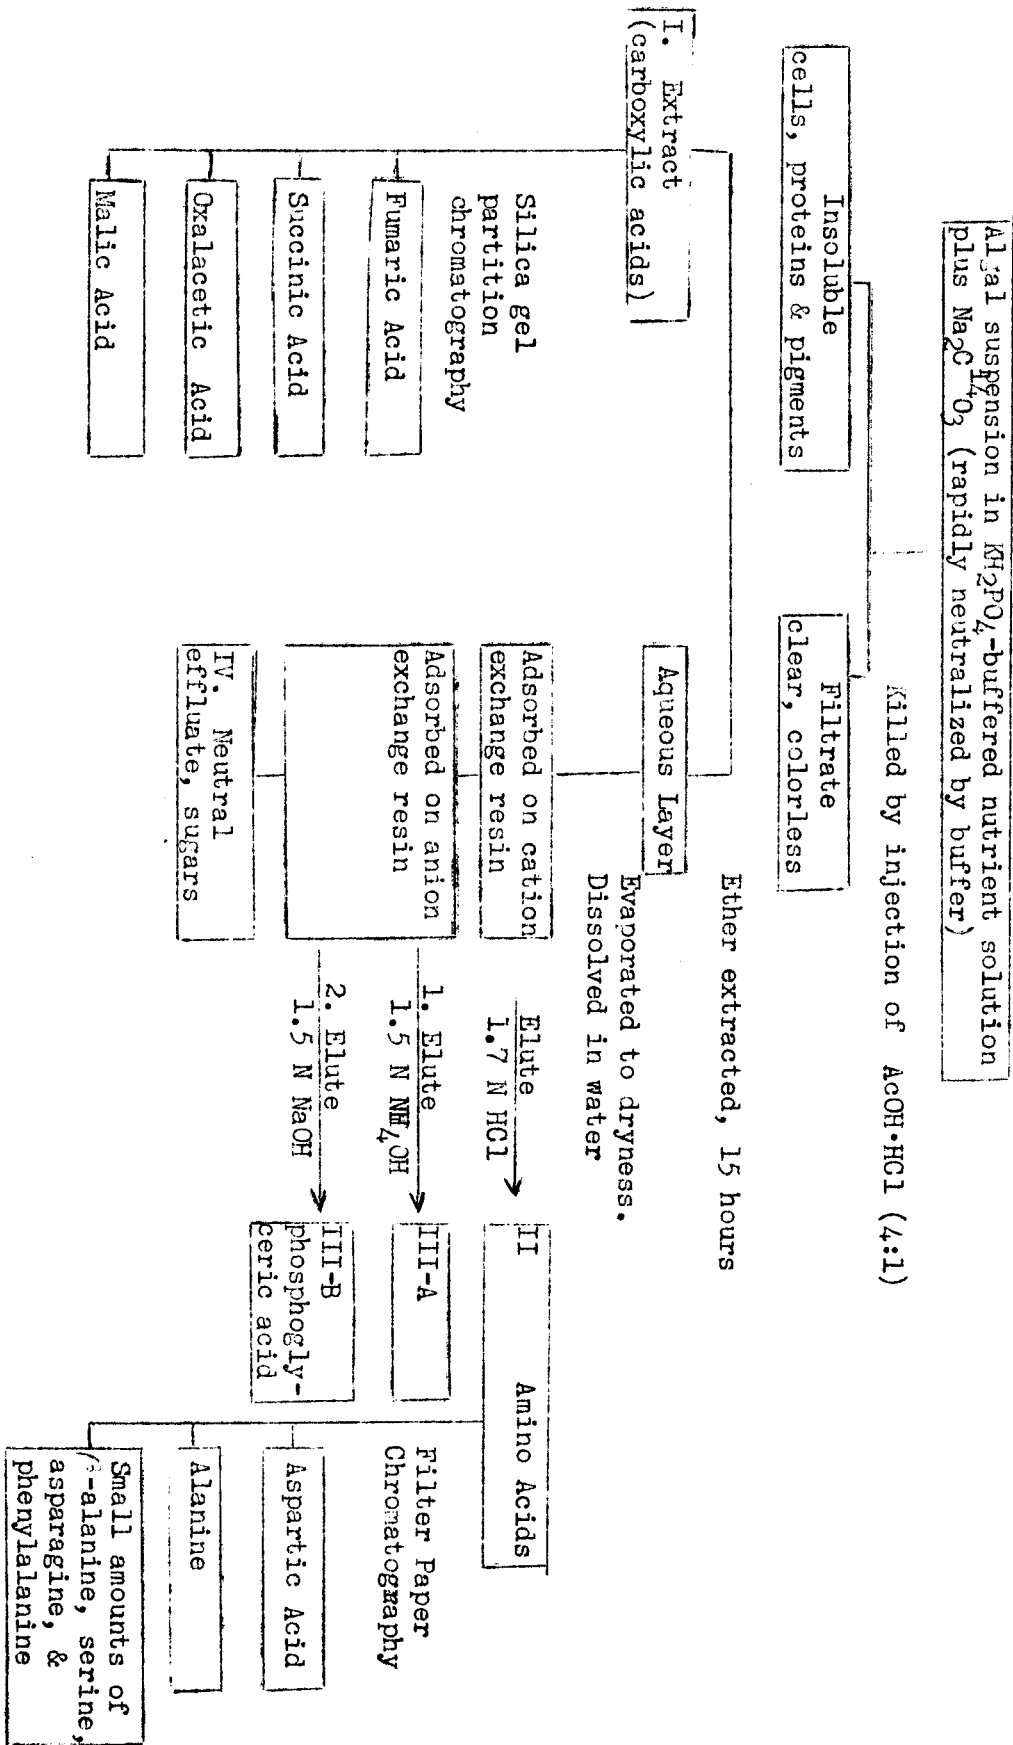 Algal suspension in KH2PO4-buffered nutrient solution
plus Na2C14O3 (rapidly neutralized by buffer)
Killed by injection of AcOH·HCl (4:1)
Insoluble
cells, proteins & pigments
Filtrate
clear, colorless
Ether extracted, 15 hours
I. Extract
(carboxylic acids)
Aqueous Layer
Evaporated to dryness.
Dissolved in water
Silica gel
partition
chromatography
Fumaric Acid
Succinic Acid
Oxalacetic Acid
Malic Acid
Adsorbed on cation
exchange resin
Elute
1.7 N HCl
II Amino Acids
Adsorbed on anion
exchange resin
1. Elute
1.5 N NH4OH
III-A
2. Elute
1.5 N NaOH
III-B
phosphogly-
ceric acid
IV. Neutral
effluate, sugars
Filter Paper
Chromatography
Aspartic Acid
Alanine
Small amounts of
β-alanine, serine,
asparagine, &
phenylalanine